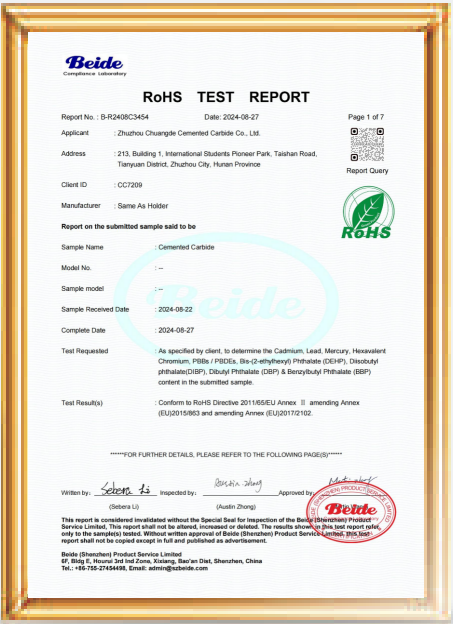 Beide
Compliance Laboratory
RoHS TEST REPORT
Report No. : B-R2408C3454 Date: 2024-08-27 Page 1 of 7
Applicant : Zhuzhou Chuangde Cemented Carbide Co., Ltd.
Address : 213, Building 1, International Students Pioneer Park, Taishan Road,
Tianyuan District, Zhuzhou City, Hunan Province
Report Query
Client ID : CC7209
Manufacturer : Same As Holder
RoHS
Report on the submitted sample said to be
Sample Name : Cemented Carbide
Model No. : --
Sample model : --
Beide
Sample Received Date : 2024-08-22
Complete Date : 2024-08-27
Test Requested : As specified by client, to determine the Cadmium, Lead, Mercury, Hexavalent
Chromium, PBBs / PBDEs, Bis-(2-ethylhexyl) Phthalate (DEHP), Diisobutyl
phthalate(DIBP), Dibutyl Phthalate (DBP) & Benzylbutyl Phthalate (BBP)
content in the submitted sample.
Test Result(s) : Conform to RoHS Directive 2011/65/EU Annex Ⅱ amending Annex
(EU)2015/863 and amending Annex (EU)2017/2102.
******FOR FURTHER DETAILS, PLEASE REFER TO THE FOLLOWING PAGE(S)******
Written by: Sebera Li Inspected by: Austin Zhong Approved by:
(Sebera Li) (Austin Zhong)
Beide
This report is considered invalidated without the Special Seal for Inspection of the Beide (Shenzhen) Product
Service Limited, This report shall not be altered, increased or deleted. The results shown in this test report refer
only to the sample(s) tested. Without written approval of Beide (Shenzhen) Product Service Limited, this test
report shall not be copied except in full and published as advertisement.
Beide (Shenzhen) Product Service Limited
6F, Bldg E, Hourui 3rd Ind Zone, Xixiang, Bao'an Dist, Shenzhen, China
Tel.: +86-755-27454498, Email: admin@szbeide.com